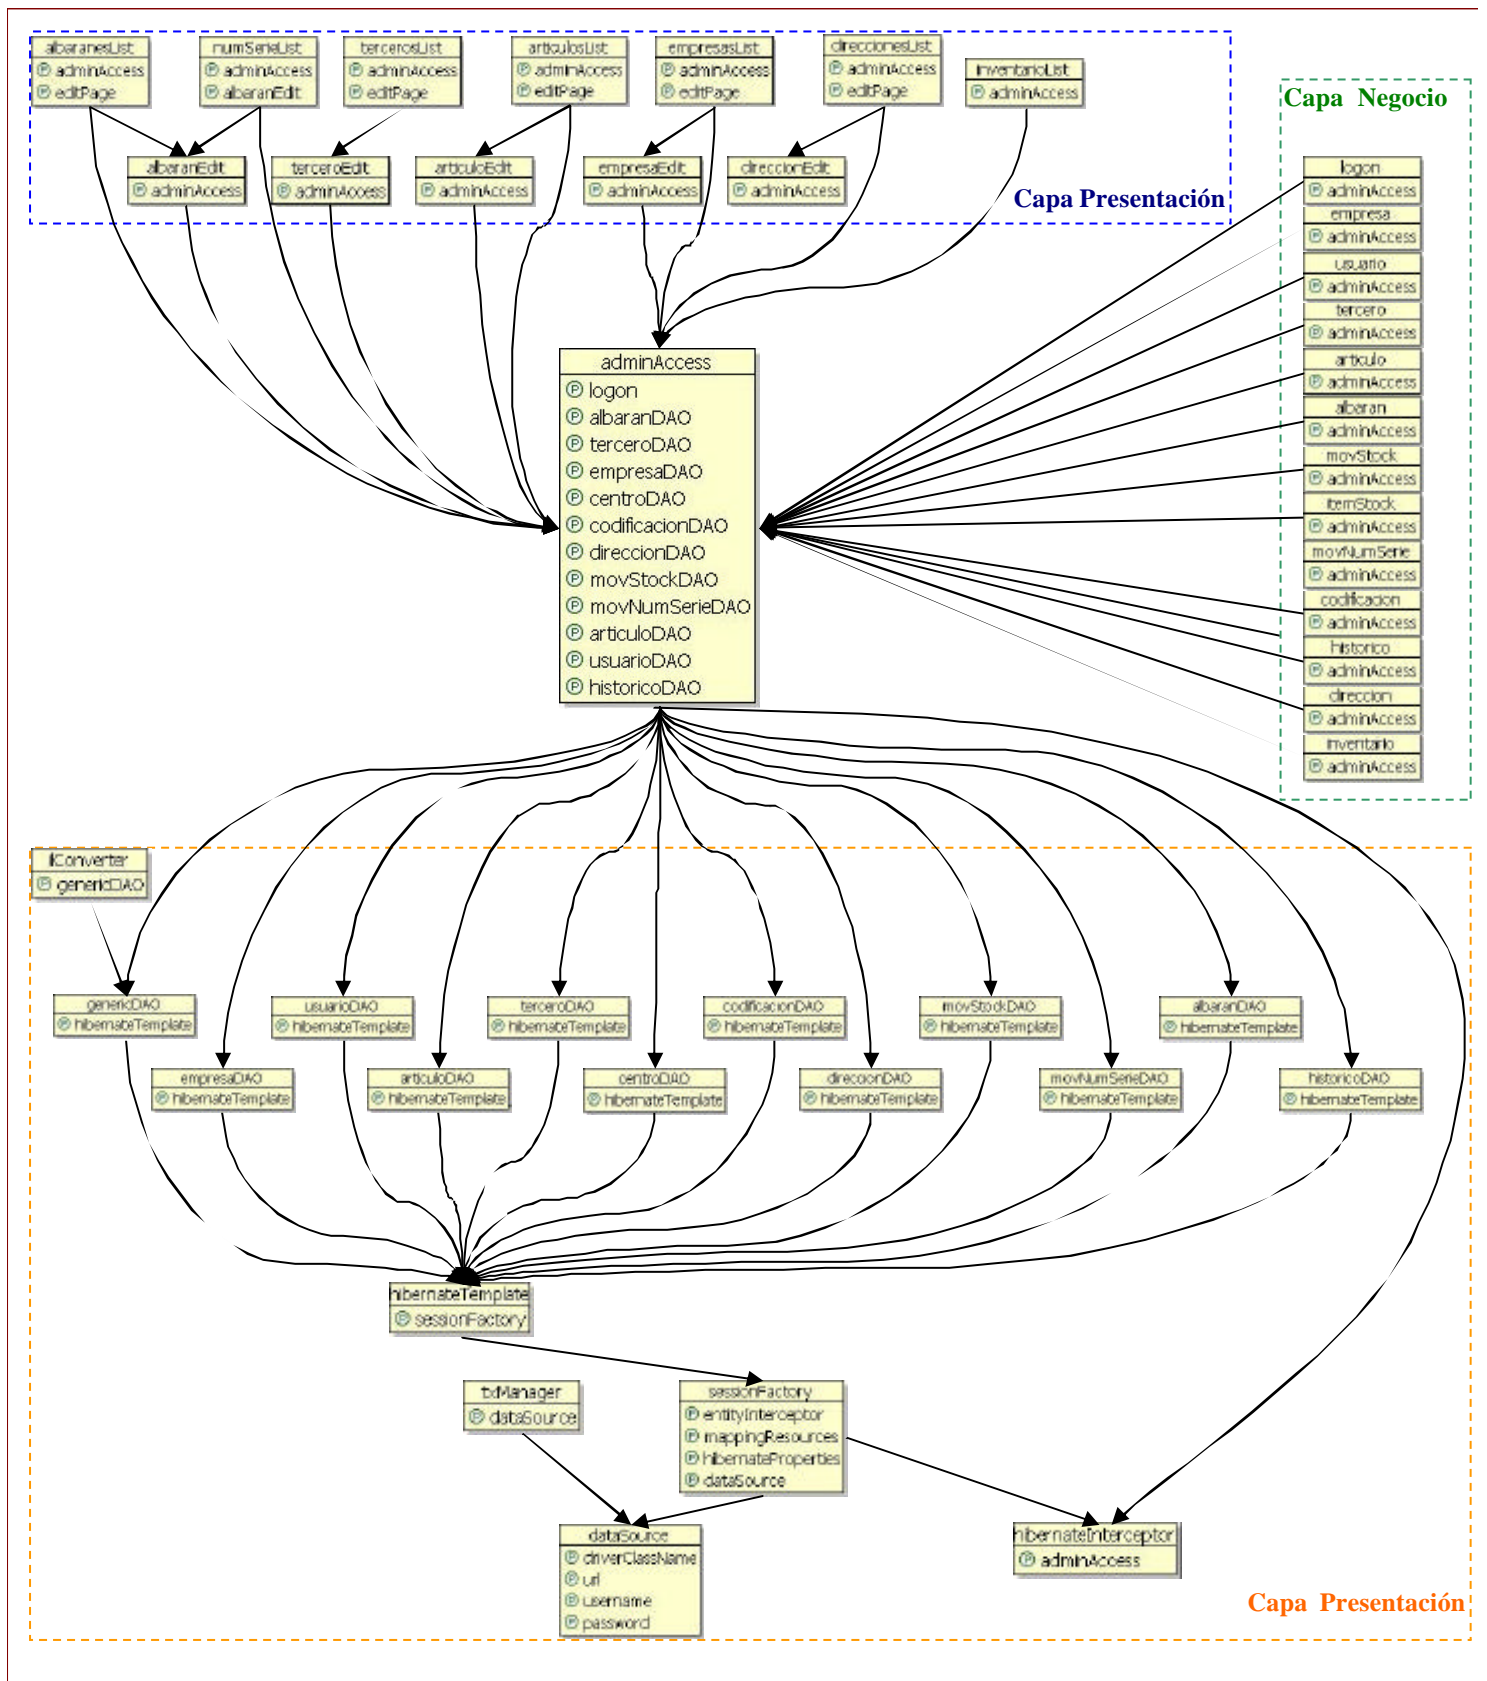 albaranesList
adminAccess
editPage
numSerieList
adminAccess
albaranEdit
tercerosList
adminAccess
editPage
articulosList
adminAccess
editPage
empresasList
adminAccess
editPage
direccionesList
adminAccess
editPage
inventarioList
adminAccess
albaranEdit
adminAccess
terceroEdit
adminAccess
articuloEdit
adminAccess
empresaEdit
adminAccess
direccionEdit
adminAccess
Capa Presentación
Capa Negocio
logon
adminAccess
empresa
adminAccess
usuario
adminAccess
tercero
adminAccess
articulo
adminAccess
albaran
adminAccess
movStock
adminAccess
itemStock
adminAccess
movNumSerie
adminAccess
codificacion
adminAccess
historico
adminAccess
direccion
adminAccess
inventario
adminAccess
adminAccess
logon
albaranDAO
terceroDAO
empresaDAO
centroDAO
codificacionDAO
direccionDAO
movStockDAO
movNumSerieDAO
articuloDAO
usuarioDAO
historicoDAO
genericDAO
genericDAO
hibernateTemplate
usuarioDAO
hibernateTemplate
terceroDAO
hibernateTemplate
codificacionDAO
hibernateTemplate
movStockDAO
hibernateTemplate
albaranDAO
hibernateTemplate
empresaDAO
hibernateTemplate
articuloDAO
hibernateTemplate
centroDAO
hibernateTemplate
direccionDAO
hibernateTemplate
movNumSerieDAO
hibernateTemplate
historicoDAO
hibernateTemplate
hibernateTemplate
sessionFactory
txManager
dataSource
sessionFactory
entityInterceptor
mappingResources
hibernateProperties
dataSource
dataSource
driverClassName
url
username
password
hibernateInterceptor
adminAccess
Capa Presentación